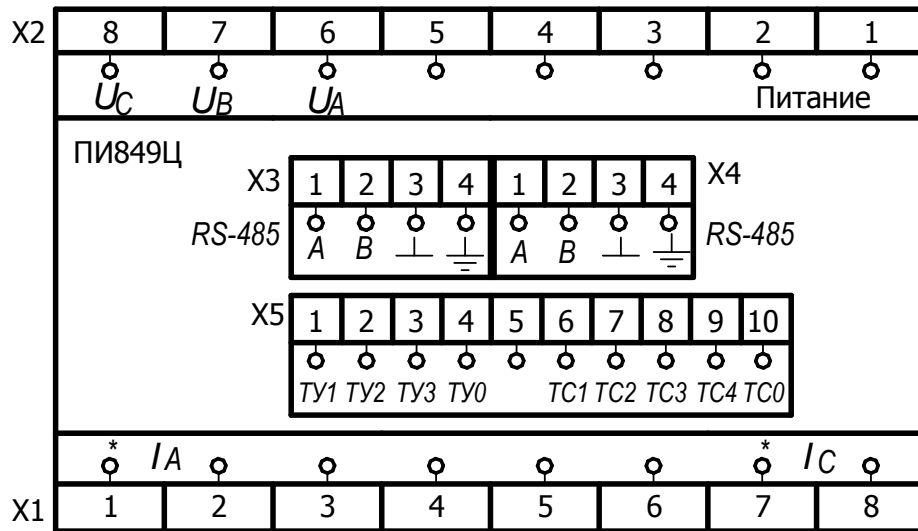 X2 8 7 6 5 4 3 2 1
UC UB UA Питание
ПИ849Ц
X3 1 2 3 4 1 2 3 4 X4
RS-485 A B A B RS-485
X5 1 2 3 4 5 6 7 8 9 10
ТУ1 ТУ2 ТУ3 ТУ0 ТС1 ТС2 ТС3 ТС4 ТС0
* IA * IC
X1 1 2 3 4 5 6 7 8